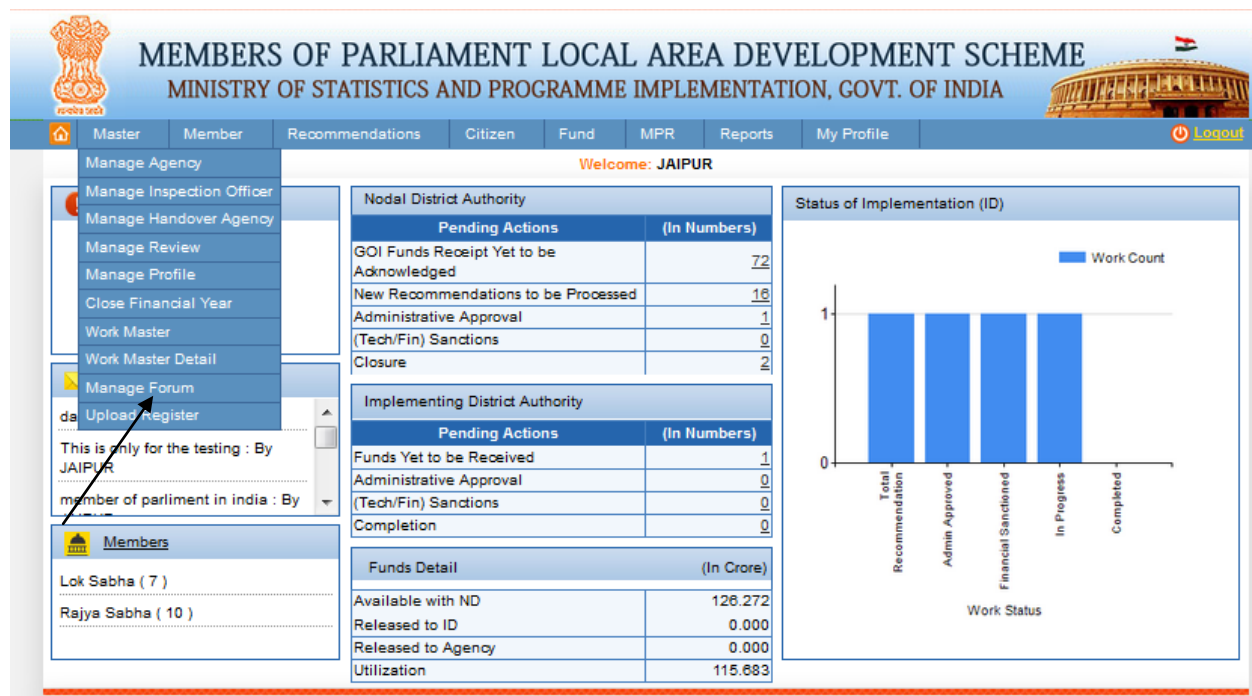 MEMBERS OF PARLIAMENT LOCAL AREA DEVELOPMENT SCHEME
MINISTRY OF STATISTICS AND PROGRAMME IMPLEMENTATION, GOVT. OF INDIA
सत्यमेव जयते
Master Member Recommendations Citizen Fund MPR Reports My Profile Logout
Welcome: JAIPUR
Manage Agency
Manage Inspection Officer
Manage Handover Agency
Manage Review
Manage Profile
Close Financial Year
Work Master
Work Master Detail
Manage Forum
Upload Register
da
This is only for the testing : By
JAIPUR
member of parliment in india : By
Members
Lok Sabha ( 7 )
Rajya Sabha ( 10 )
Nodal District Authority
Pending Actions (In Numbers)
GOI Funds Receipt Yet to be
Acknowledged 72
New Recommendations to be Processed 16
Administrative Approval 1
(Tech/Fin) Sanctions 0
Closure 2
Implementing District Authority
Pending Actions (In Numbers)
Funds Yet to be Received 1
Administrative Approval 0
(Tech/Fin) Sanctions 0
Completion 0
Funds Detail (In Crore)
Available with ND 126.272
Released to ID 0.000
Released to Agency 0.000
Utilization 115.683
Status of Implementation (ID)
Work Count
1
0
Total
Recommendation
Admin Approved
Financial Sanctioned
In Progress
Completed
Work Status